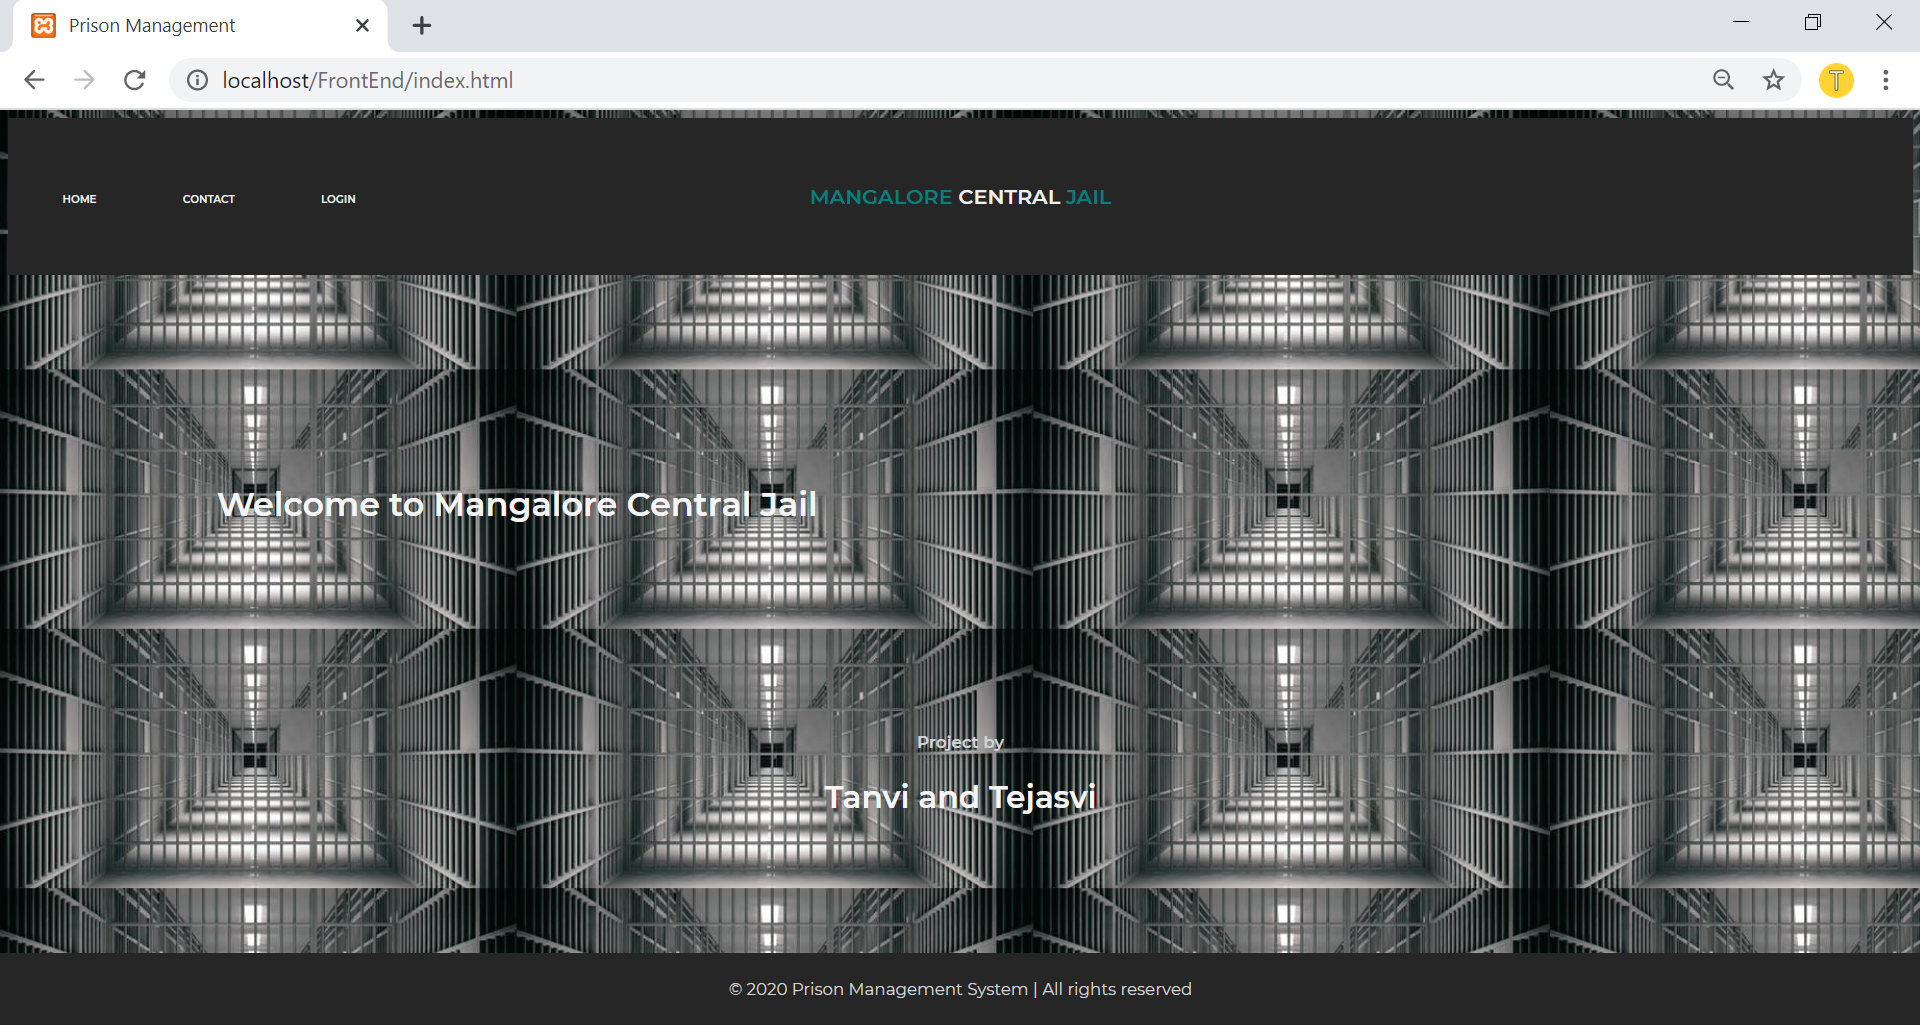 Prison Management
localhost/FrontEnd/index.html
T
HOME CONTACT LOGIN MANGALORE CENTRAL JAIL
Welcome to Mangalore Central Jail
Project by
Tanvi and Tejasvi
© 2020 Prison Management System | All rights reserved